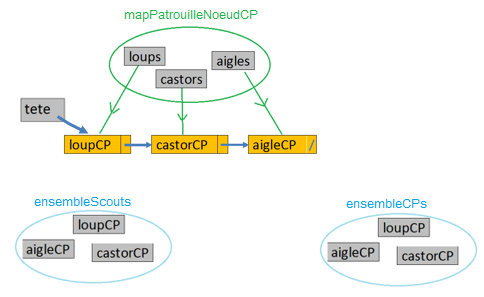 mapPatrouilleNoeudCP
loups
aigles
castors
tete
loupCP
castorCP
aigleCP /
ensembleScouts
ensembleCPs
loupCP
loupCP
aigleCP
castorCP
aigleCP
castorCP